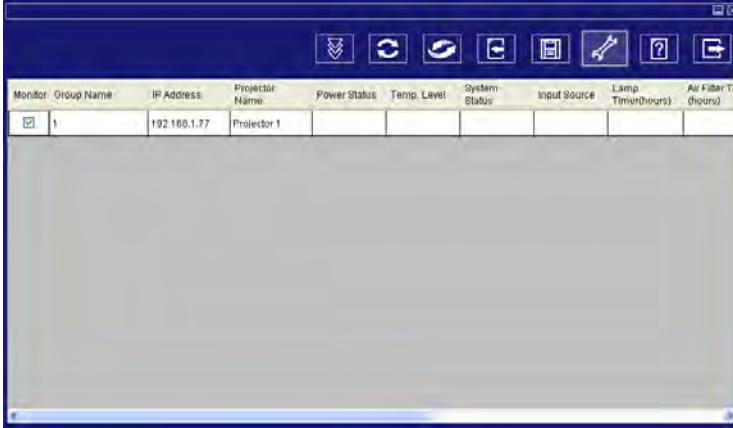 Monitor Group Name IP Address Projector Name Power Status Temp. Level System Status Input Source Lamp Timer(hours) Air Filter T (hours)
1 192.168.1.77 Projector 1